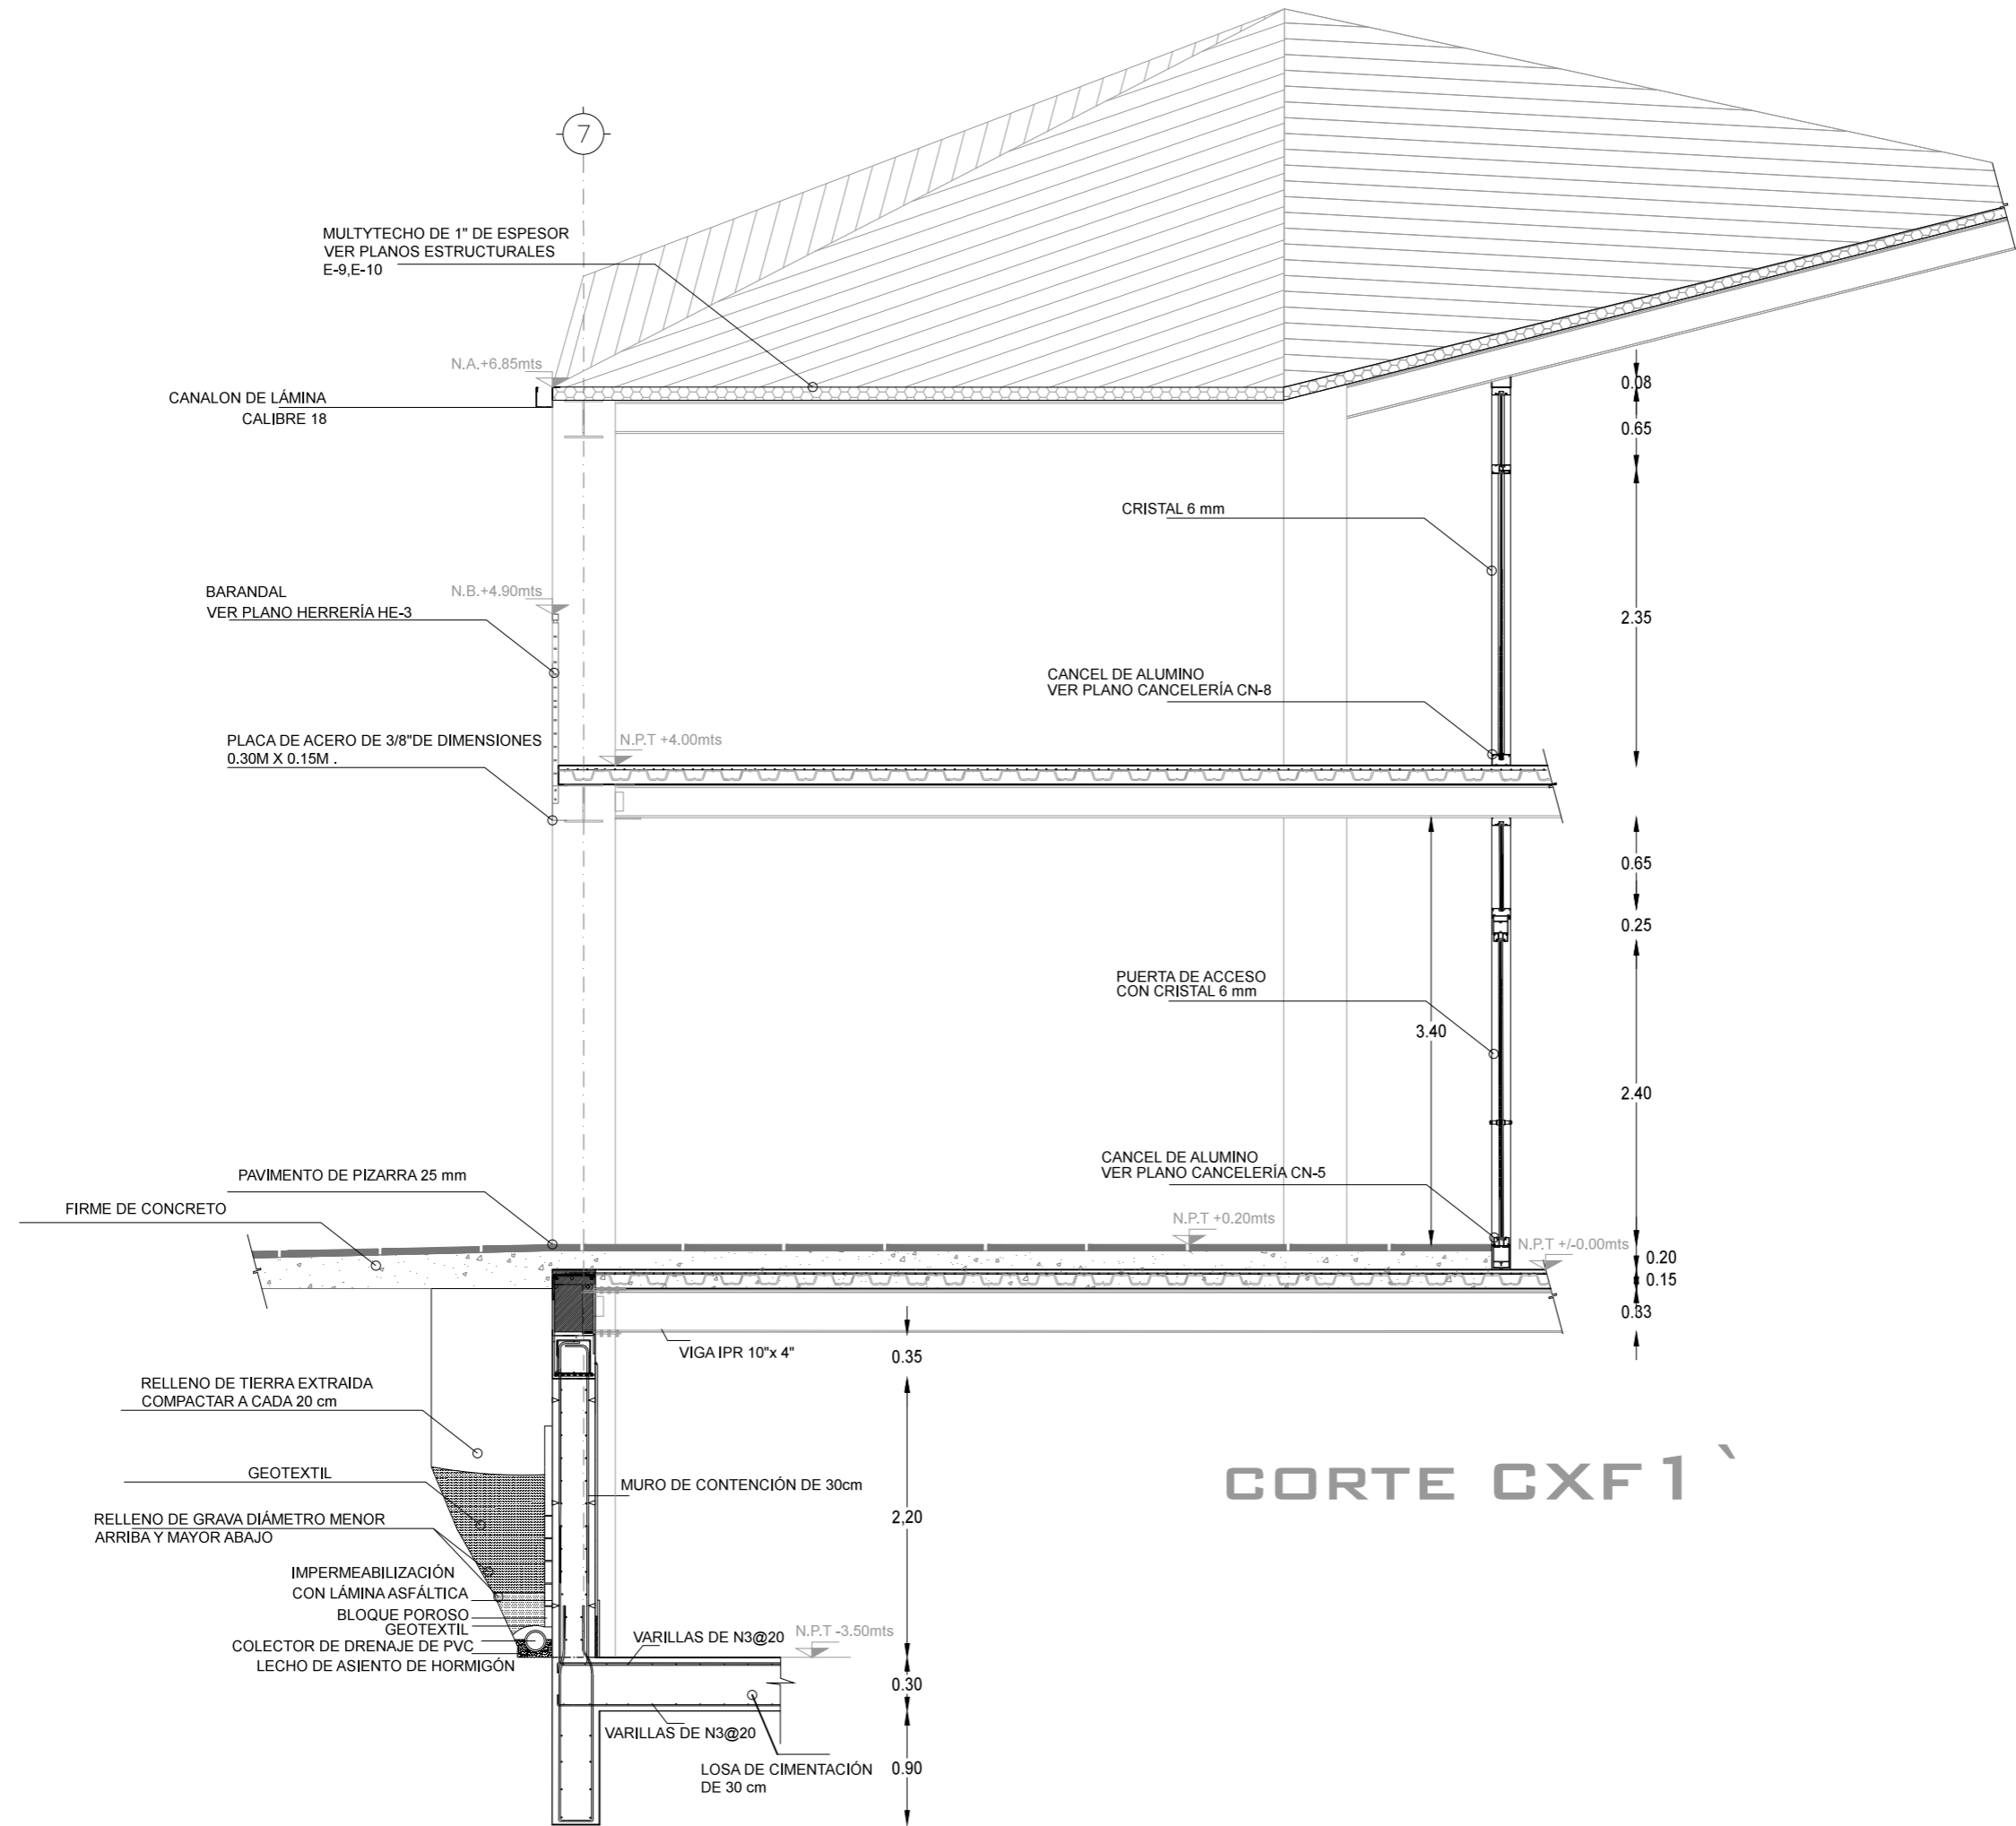 7
MULTYTECHO DE 1" DE ESPESOR
VER PLANOS ESTRUCTURALES
E-9,E-10
N.A.+6.85mts
CANALON DE LÁMINA
CALIBRE 18
0.08
0.65
CRISTAL 6 mm
2.35
BARANDAL
VER PLANO HERRERÍA HE-3
N.B.+4.90mts
CANCEL DE ALUMINO
VER PLANO CANCELERÍA CN-8
PLACA DE ACERO DE 3/8"DE DIMENSIONES
0.30M X 0.15M .
N.P.T +4.00mts
0.65
0.25
PUERTA DE ACCESO
CON CRISTAL 6 mm
3.40
2.40
CANCEL DE ALUMINO
VER PLANO CANCELERÍA CN-5
PAVIMENTO DE PIZARRA 25 mm
FIRME DE CONCRETO
N.P.T +0.20mts
N.P.T +/-0.00mts
0.20
0.15
0.33
VIGA IPR 10"x 4"
0.35
RELLENO DE TIERRA EXTRAIDA
COMPACTAR A CADA 20 cm
GEOTEXTIL
MURO DE CONTENCIÓN DE 30cm
CORTE CXF1`
RELLENO DE GRAVA DIÁMETRO MENOR
ARRIBA Y MAYOR ABAJO
2,20
IMPERMEABILIZACIÓN
CON LÁMINA ASFÁLTICA
BLOQUE POROSO
GEOTEXTIL
COLECTOR DE DRENAJE DE PVC
LECHO DE ASIENTO DE HORMIGÓN
VARILLAS DE N3@20
N.P.T -3.50mts
0.30
VARILLAS DE N3@20
LOSA DE CIMENTACIÓN
DE 30 cm
0.90